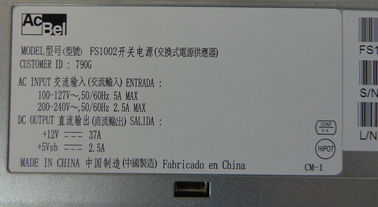 AcBel
MODEL型号(型號) FS1002开关电源(交換式電源供應器)
CUSTOMER ID : 790G
AC INPUT 交流输入(交流輸入) ENTRADA :
100-127V~,50/60Hz 5A MAX
200-240V~,50/60Hz 2.5A MAX
DC OUTPUT 直流输出(直流輸出) SALIDA :
+12V ⎓ 37A
+5Vsb ⎓ 2.5A
MADE IN CHINA 中国制造(中國製造) Fabricado en China
CONT.
HIPOT
CM-1
FS1
S/N
L/N